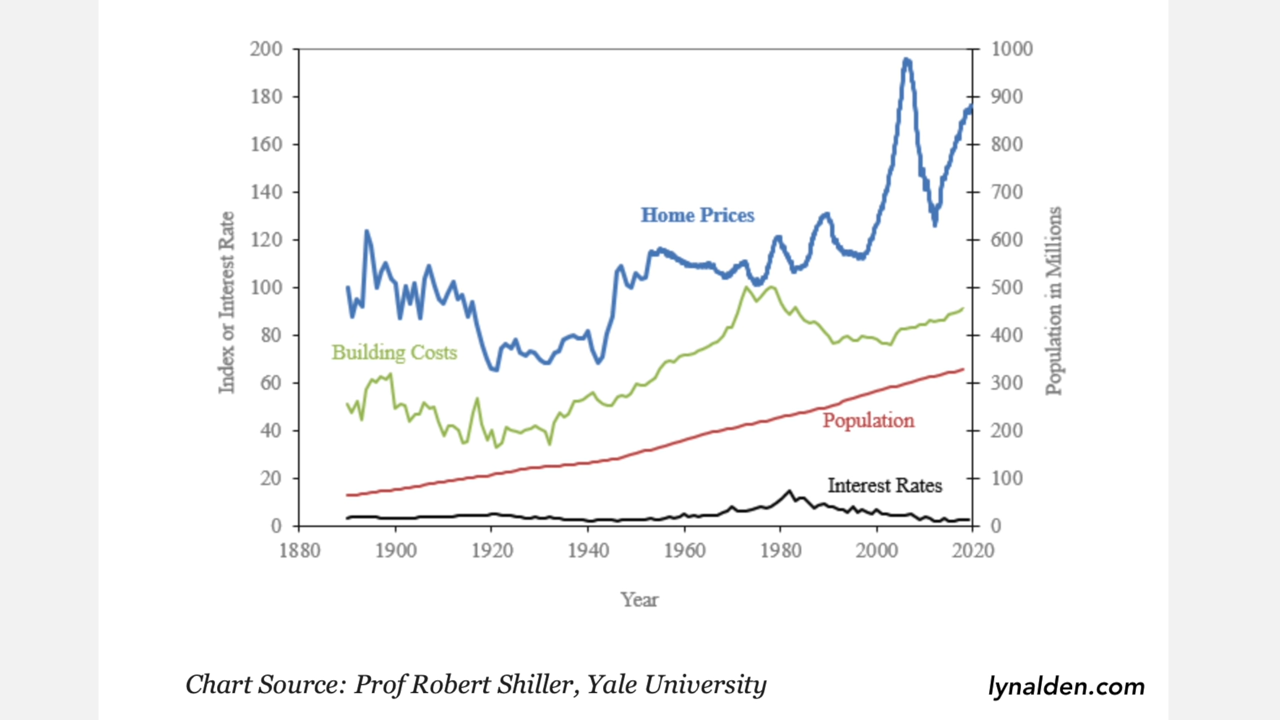 200
180
160
140
120
100
80
60
40
20
0
Index or Interest Rate
1000
900
800
700
600
500
400
300
200
100
0
Population in Millions
Home Prices
Building Costs
Population
Interest Rates
1880 1900 1920 1940 1960 1980 2000 2020
Year
Chart Source: Prof Robert Shiller, Yale University
lynalden.com